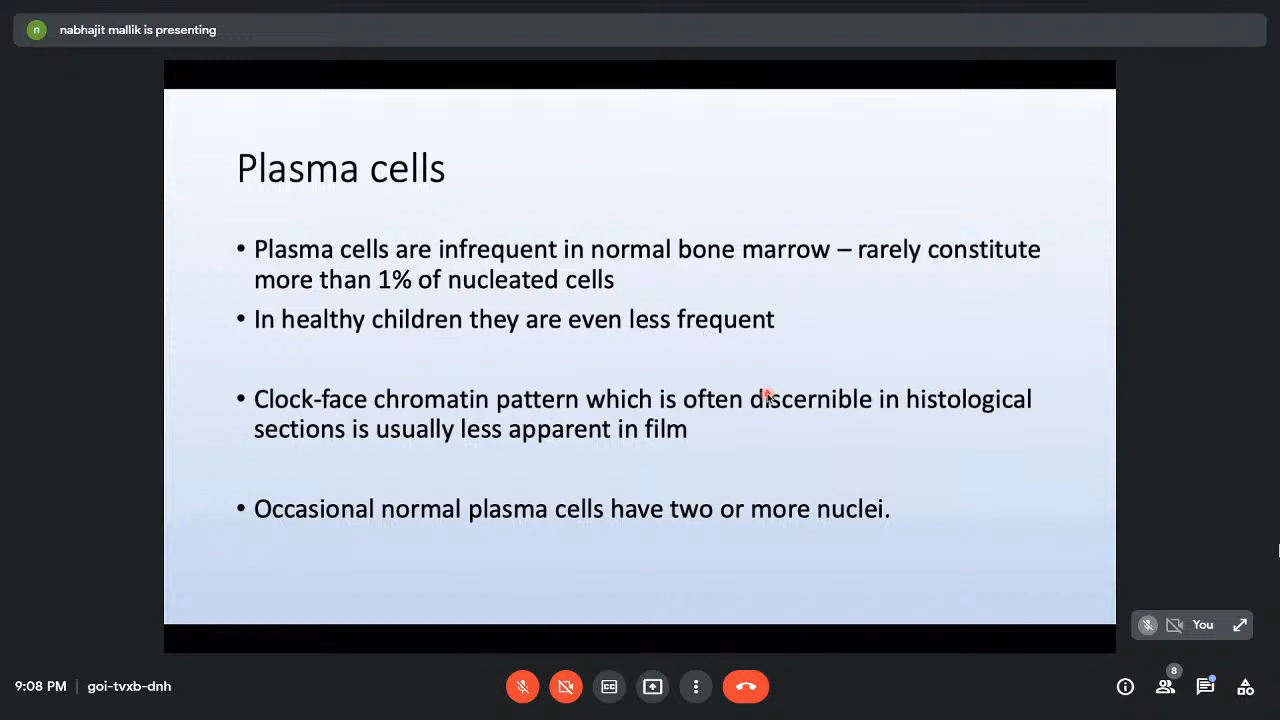 n
nabhajit mallik is presenting
Plasma cells
• Plasma cells are infrequent in normal bone marrow – rarely constitute
more than 1% of nucleated cells
• In healthy children they are even less frequent
• Clock-face chromatin pattern which is often discernible in histological
sections is usually less apparent in film
• Occasional normal plasma cells have two or more nuclei.
You
9:08 PM | goi-tvxb-dnh
CC
8